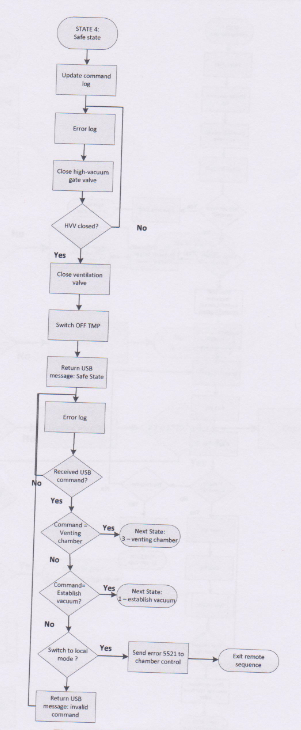 STATE 4:
Safe state
Update command
log
Error log
Close high-vacuum
gate valve
HVV closed?
No
Yes
Close ventilation
valve
Switch OFF TMP
Return USB
message: Safe State
Error log
Received USB
command?
No
Yes
Command =
Venting
chamber
Yes
Next State:
3 – venting chamber
No
Command=
Establish
vacuum?
Yes
Next State:
– establish vacuum
No
Switch to local
mode ?
Yes
Send error 5521 to
chamber control
Exit remote
sequence
Return USB
message: invalid
command